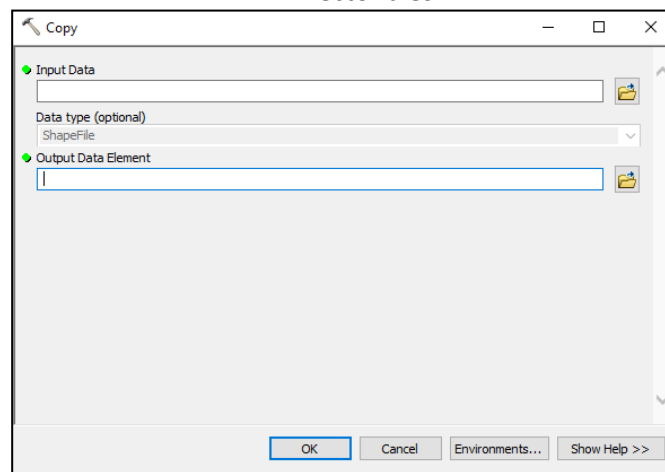 Copy
Input Data
Data type (optional)
ShapeFile
Output Data Element
OK Cancel Environments... Show Help >>